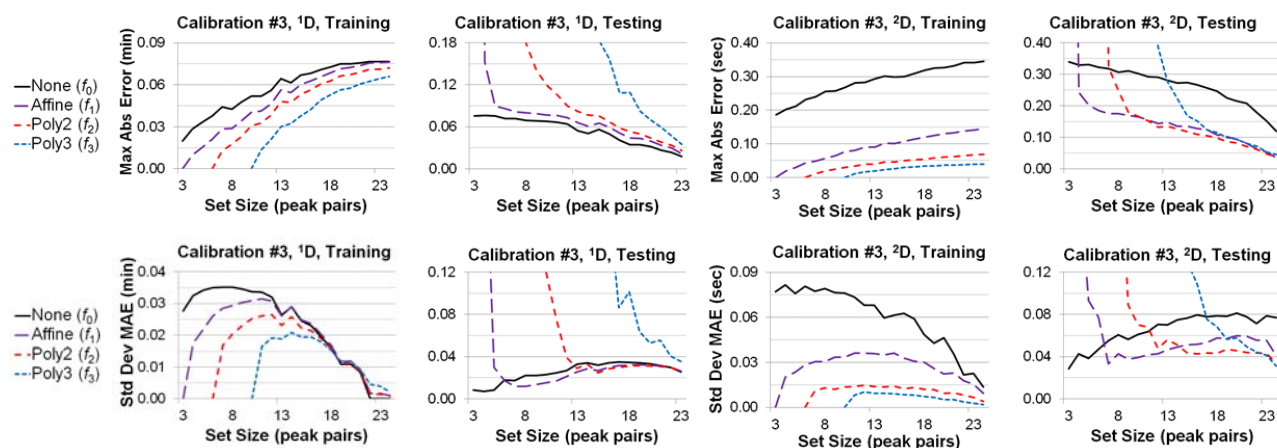 Calibration #3, ¹D, Training
Max Abs Error (min)
0.09
0.06
0.03
0.00
3 8 13 18 23
Set Size (peak pairs)
None (f₀)
Affine (f₁)
Poly2 (f₂)
Poly3 (f₃)
Calibration #3, ¹D, Testing
0.18
0.12
0.06
0.00
3 8 13 18 23
Set Size (peak pairs)
Calibration #3, ²D, Training
Max Abs Error (sec)
0.40
0.30
0.20
0.10
0.00
3 8 13 18 23
Set Size (peak pairs)
Calibration #3, ²D, Testing
0.40
0.30
0.20
0.10
0.00
3 8 13 18 23
Set Size (peak pairs)
Calibration #3, ¹D, Training
Std Dev MAE (min)
0.04
0.03
0.02
0.01
0.00
3 8 13 18 23
Set Size (peak pairs)
None (f₀)
Affine (f₁)
Poly2 (f₂)
Poly3 (f₃)
Calibration #3, ¹D, Testing
0.12
0.08
0.04
0.00
3 8 13 18 23
Set Size (peak pairs)
Calibration #3, ²D, Training
Std Dev MAE (sec)
0.09
0.06
0.03
0.00
3 8 13 18 23
Set Size (peak pairs)
Calibration #3, ²D, Testing
0.12
0.08
0.04
0.00
3 8 13 18 23
Set Size (peak pairs)